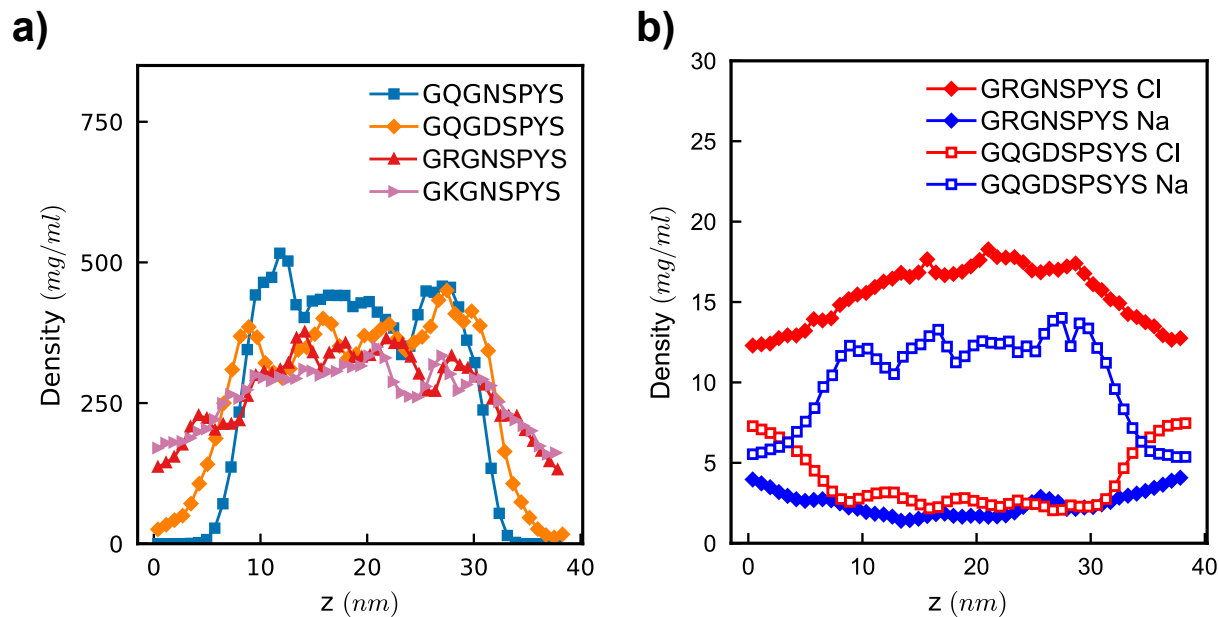 a)
GQGNSPYS
GQGDSPYS
GRGNSPYS
GKGNSPYS
750
500
250
0
Density (mg/ml)
0 10 20 30 40
z (nm)
b)
GRGNSPYS Cl
GRGNSPYS Na
GQGDSPSYS Cl
GQGDSPSYS Na
30
25
20
15
10
5
0
Density (mg/ml)
0 10 20 30 40
z (nm)